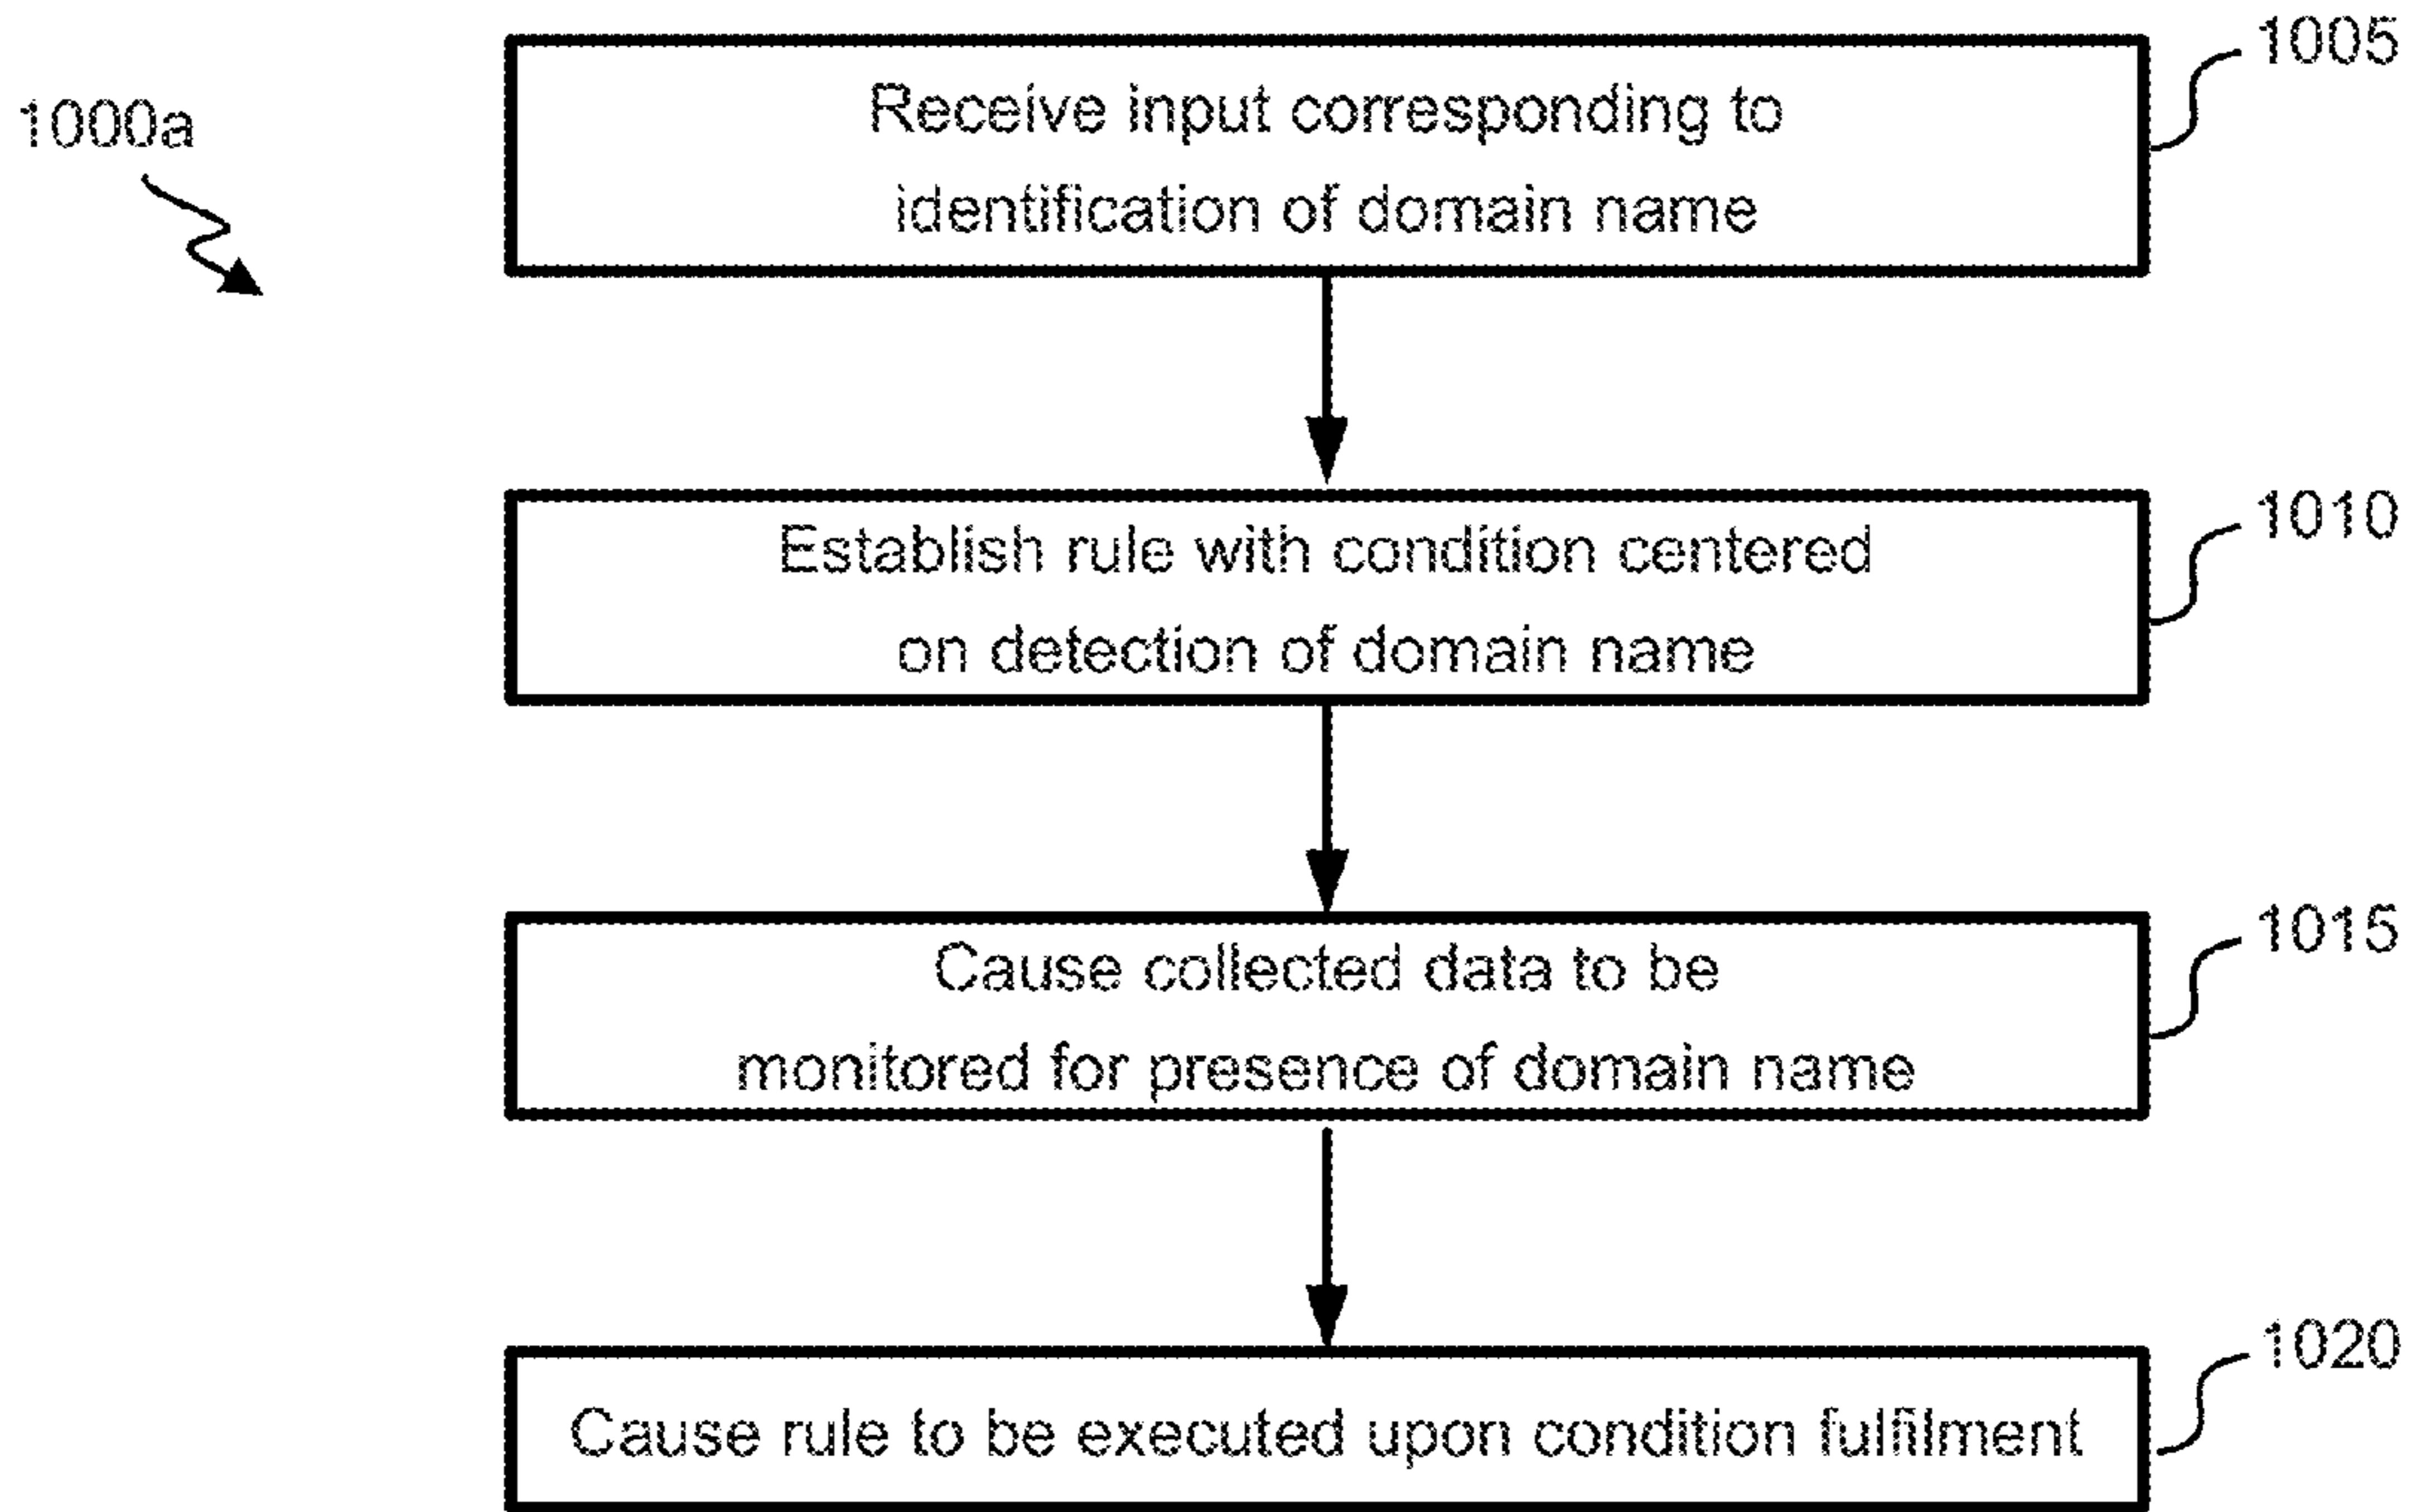 1000a
1005
Receive input corresponding to
identification of domain name
1010
Establish rule with condition centered
on detection of domain name
1015
Cause collected data to be
monitored for presence of domain name
1020
Cause rule to be executed upon condition fulfilment